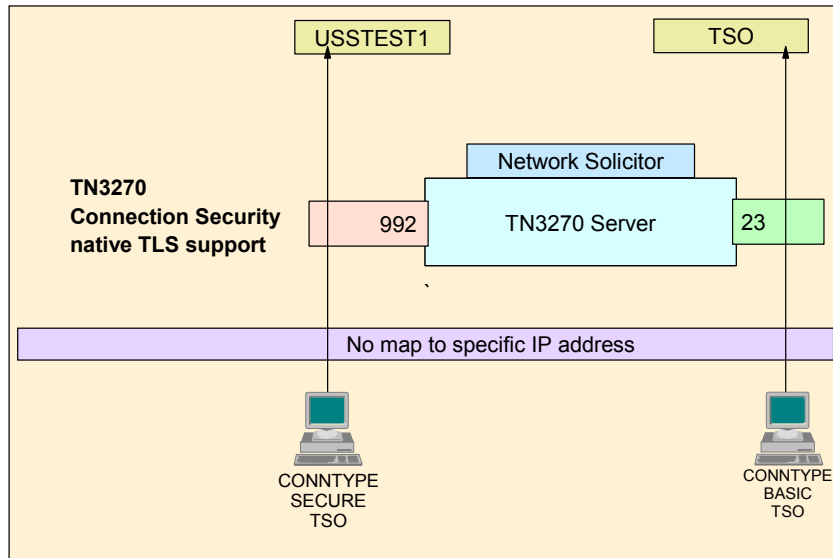 USSTEST1
TSO
Network Solicitor
TN3270
Connection Security
native TLS support
992
TN3270 Server
23
`
No map to specific IP address
CONNTYPE
SECURE
TSO
CONNTYPE
BASIC
TSO